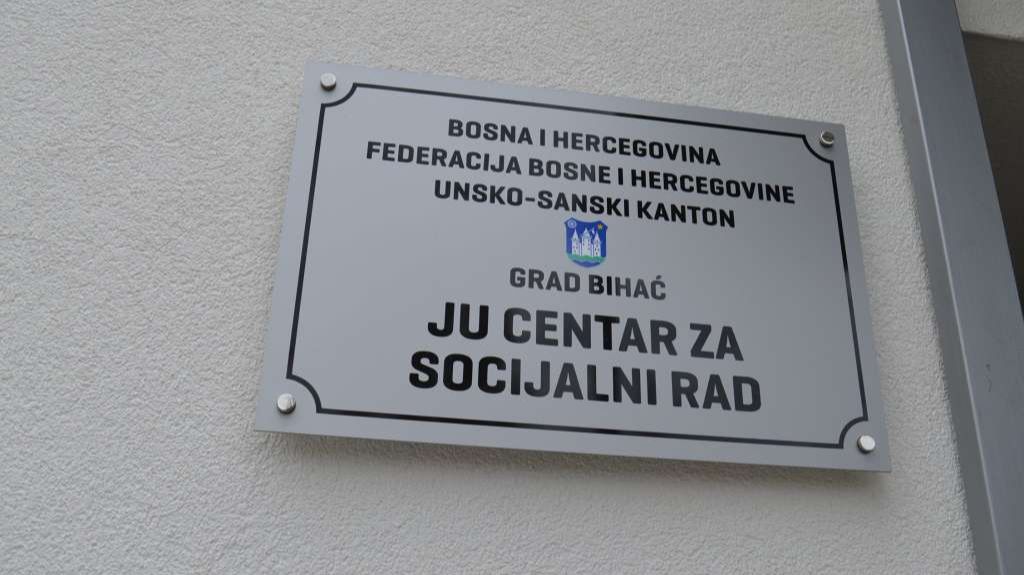 BOSNA I HERCEGOVINA
FEDERACIJA BOSNE I HERCEGOVINE
UNSKO-SANSKI KANTON
GRAD BIHAĆ
JU CENTAR ZA
SOCIJALNI RAD